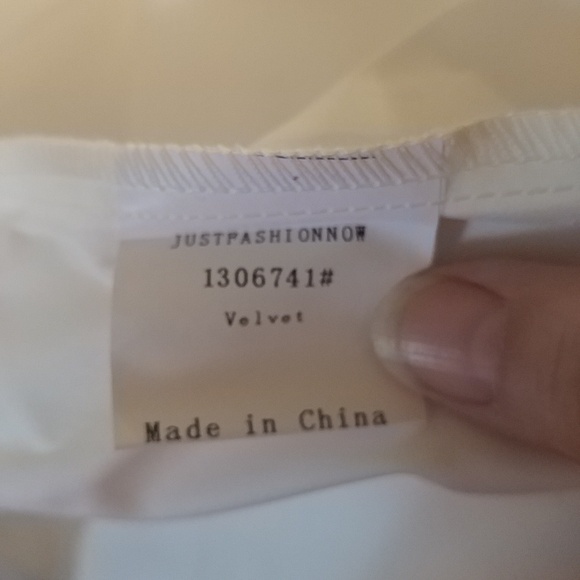 JUSTFASHIONNOW
1306741#
Velvet
Made in China